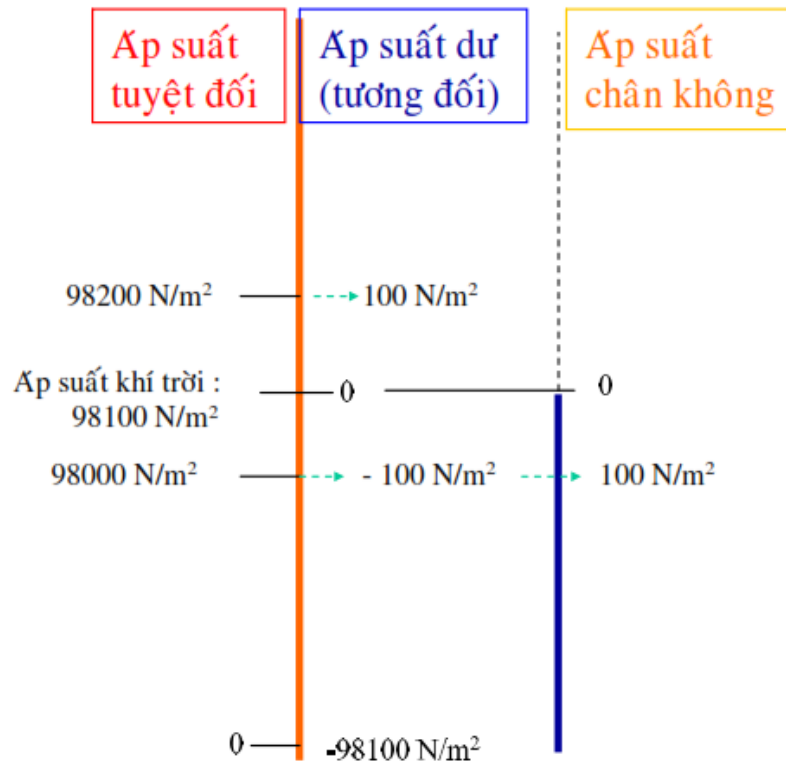 Áp suất
tuyệt đối
Áp suất dư
(tương đối)
Áp suất
chân không
98200 N/m²
100 N/m²
Áp suất khí trời :
98100 N/m²
0
0
98000 N/m²
- 100 N/m²
100 N/m²
0
-98100 N/m²